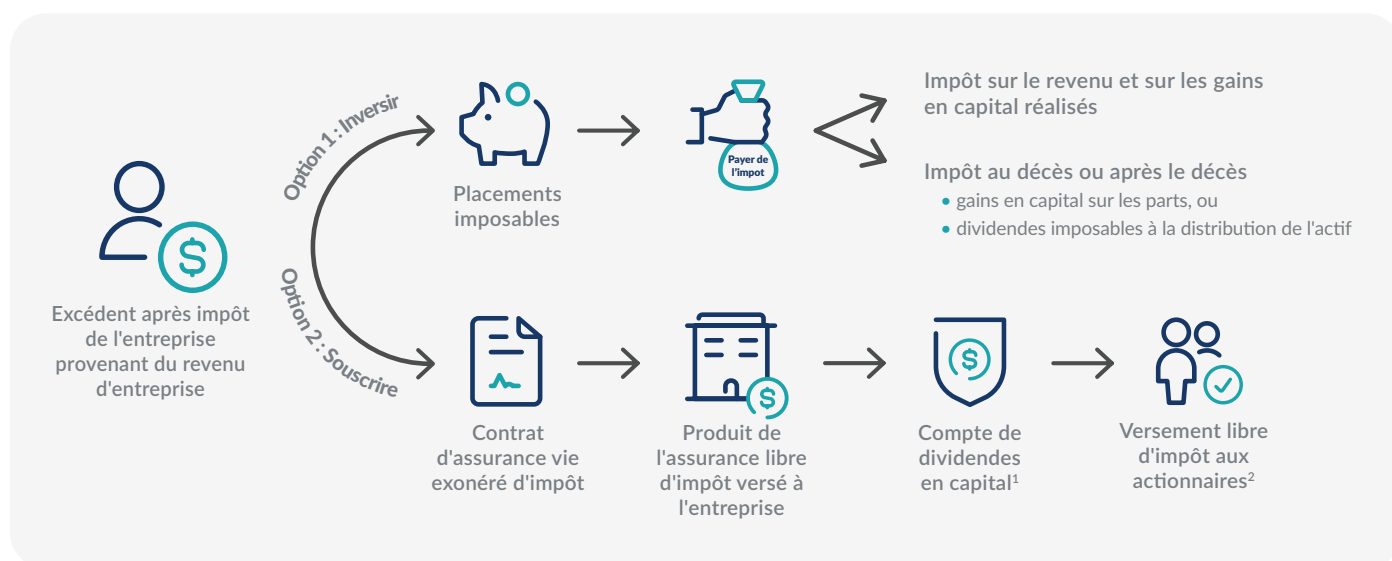 Excédent après impôt
de l'entreprise
provenant du revenu
d'entreprise
Option 1 : Inversir
Placements
imposables
Payer de
l'impot
Impôt sur le revenu et sur les gains
en capital réalisés
Impôt au décès ou après le décès
• gains en capital sur les parts, ou
• dividendes imposables à la distribution de l'actif
Option 2 : Souscrire
Contrat
d'assurance vie
exonéré d'impôt
Produit de
l'assurance libre
d'impôt versé à
l'entreprise
Compte de
dividendes
en capital¹
Versement libre
d'impôt aux
actionnaires²